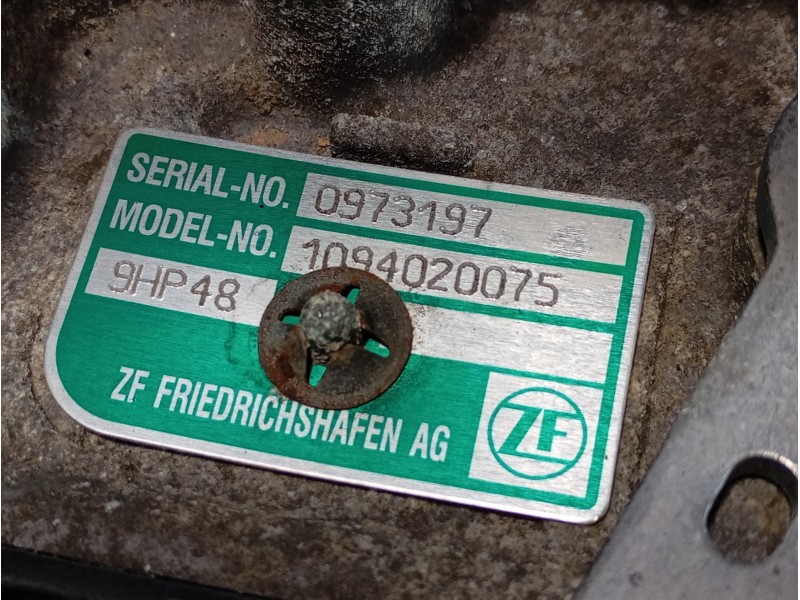 SERIAL-NO. 0973197
MODEL-NO. 1094020075
9HP48
ZF FRIEDRICHSHAFEN AG
ZF